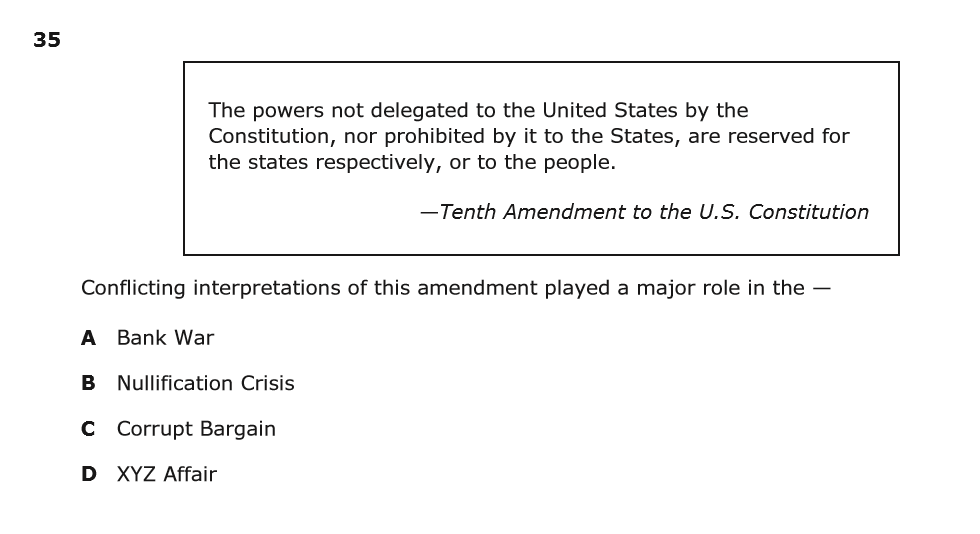 35
The powers not delegated to the United States by the
Constitution, nor prohibited by it to the States, are reserved for
the states respectively, or to the people.
—Tenth Amendment to the U.S. Constitution
Conflicting interpretations of this amendment played a major role in the —
A Bank War
B Nullification Crisis
C Corrupt Bargain
D XYZ Affair